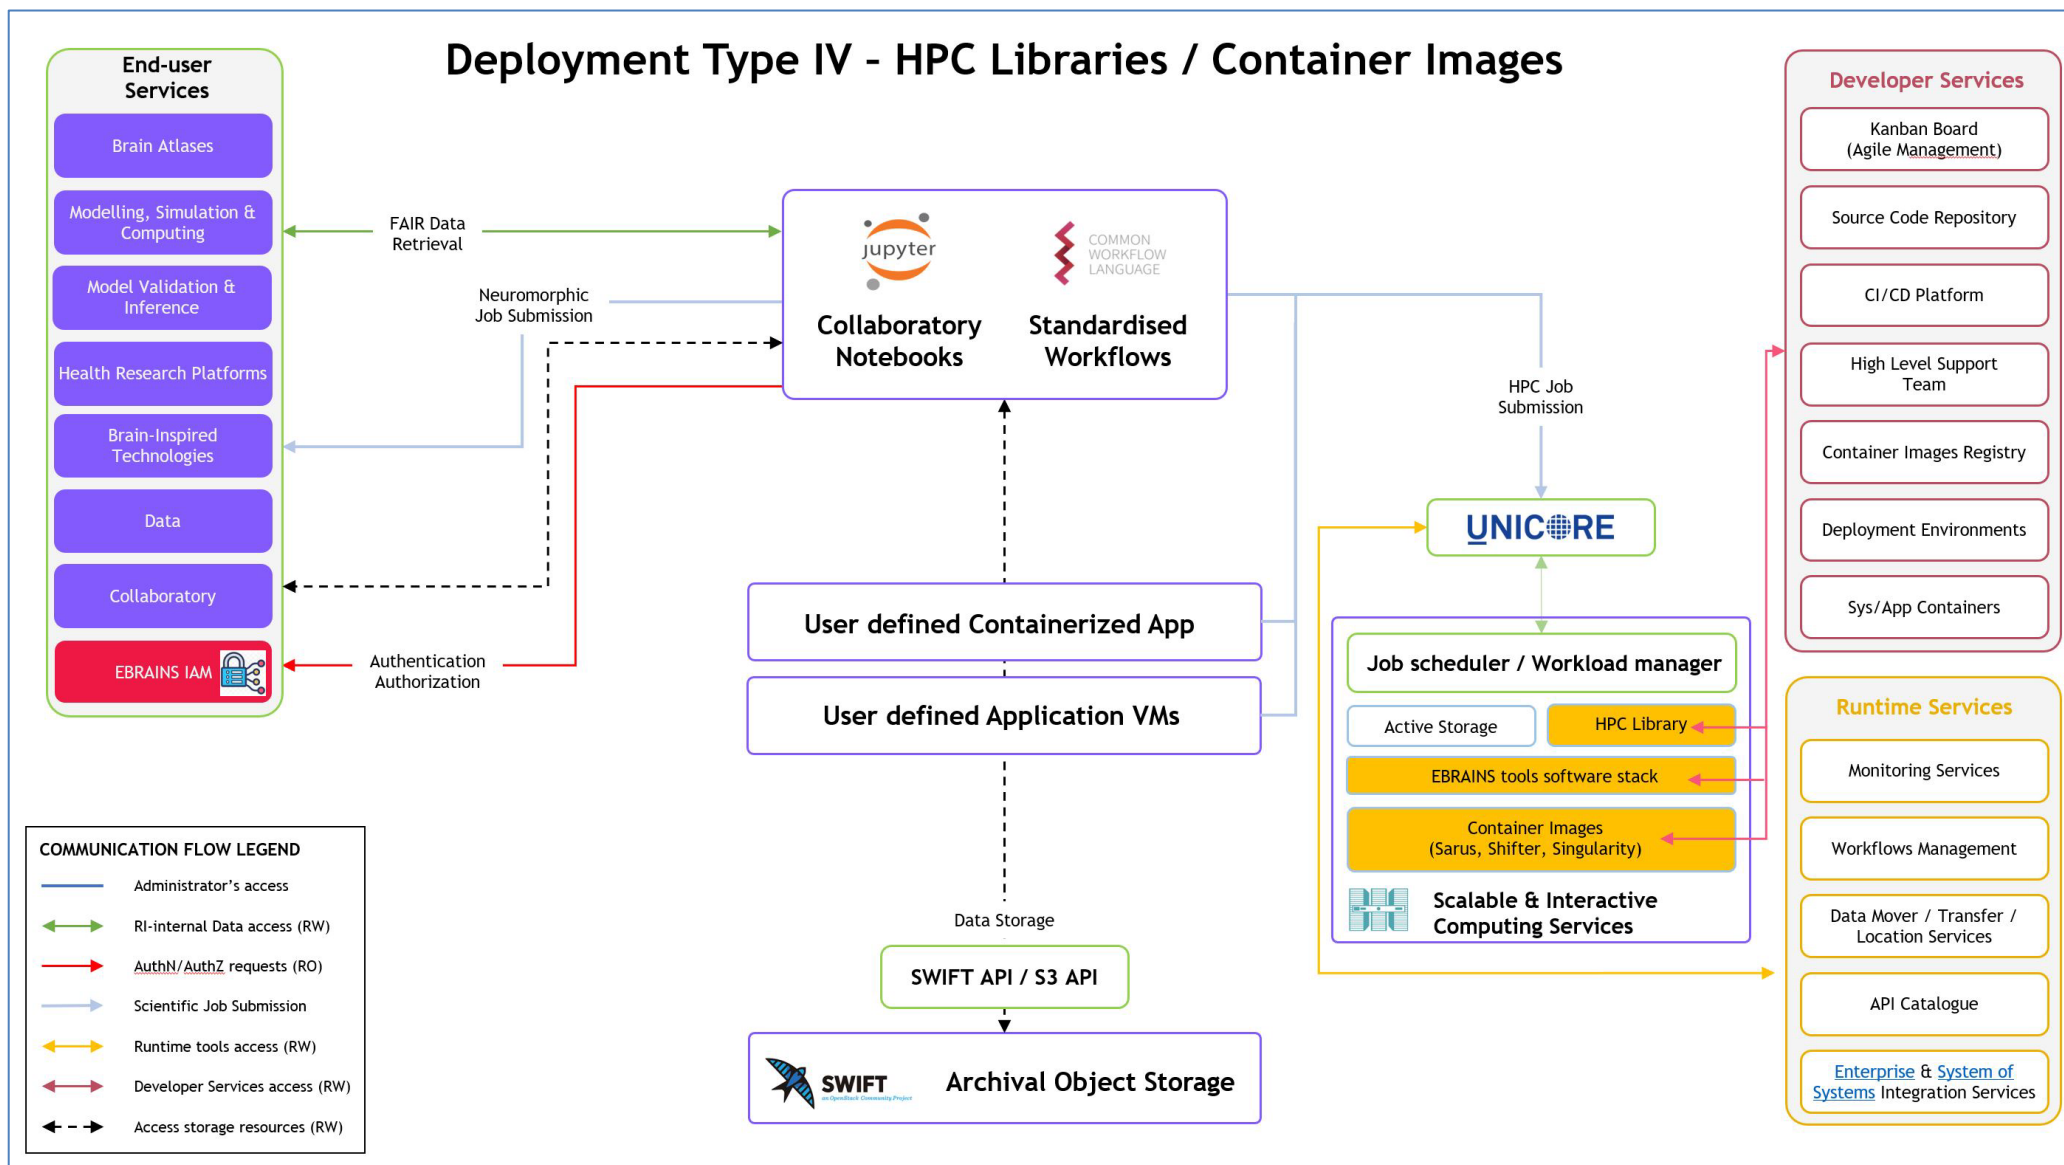 Deployment Type IV - HPC Libraries / Container Images
End-user
Services
Brain Atlases
Modelling, Simulation &
Computing
Model Validation &
Inference
Health Research Platforms
Brain-Inspired
Technologies
Data
Collaboratory
EBRAINS IAM
FAIR Data
Retrieval
Neuromorphic
Job Submission
Authentication
Authorization
jupyter
Collaboratory
Notebooks
COMMON
WORKFLOW
LANGUAGE
Standardised
Workflows
User defined Containerized App
User defined Application VMs
Data Storage
SWIFT API / S3 API
SWIFT
an OpenStack Community Project
Archival Object Storage
HPC Job
Submission
UNICORE
Job scheduler / Workload manager
Active Storage
HPC Library
EBRAINS tools software stack
Container Images
(Sarus, Shifter, Singularity)
Scalable & Interactive
Computing Services
Developer Services
Kanban Board
(Agile Management)
Source Code Repository
CI/CD Platform
High Level Support
Team
Container Images Registry
Deployment Environments
Sys/App Containers
Runtime Services
Monitoring Services
Workflows Management
Data Mover / Transfer /
Location Services
API Catalogue
Enterprise & System of
Systems Integration Services
COMMUNICATION FLOW LEGEND
Administrator's access
RI-internal Data access (RW)
AuthN/AuthZ requests (RO)
Scientific Job Submission
Runtime tools access (RW)
Developer Services access (RW)
Access storage resources (RW)